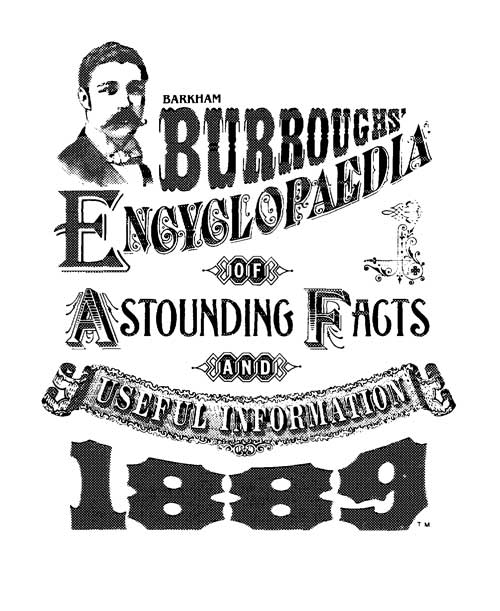 BARKHAM
BURROUGHS'
ENCYCLOPAEDIA
OF
ASTOUNDING FACTS
AND
USEFUL INFORMATION
1889
TM